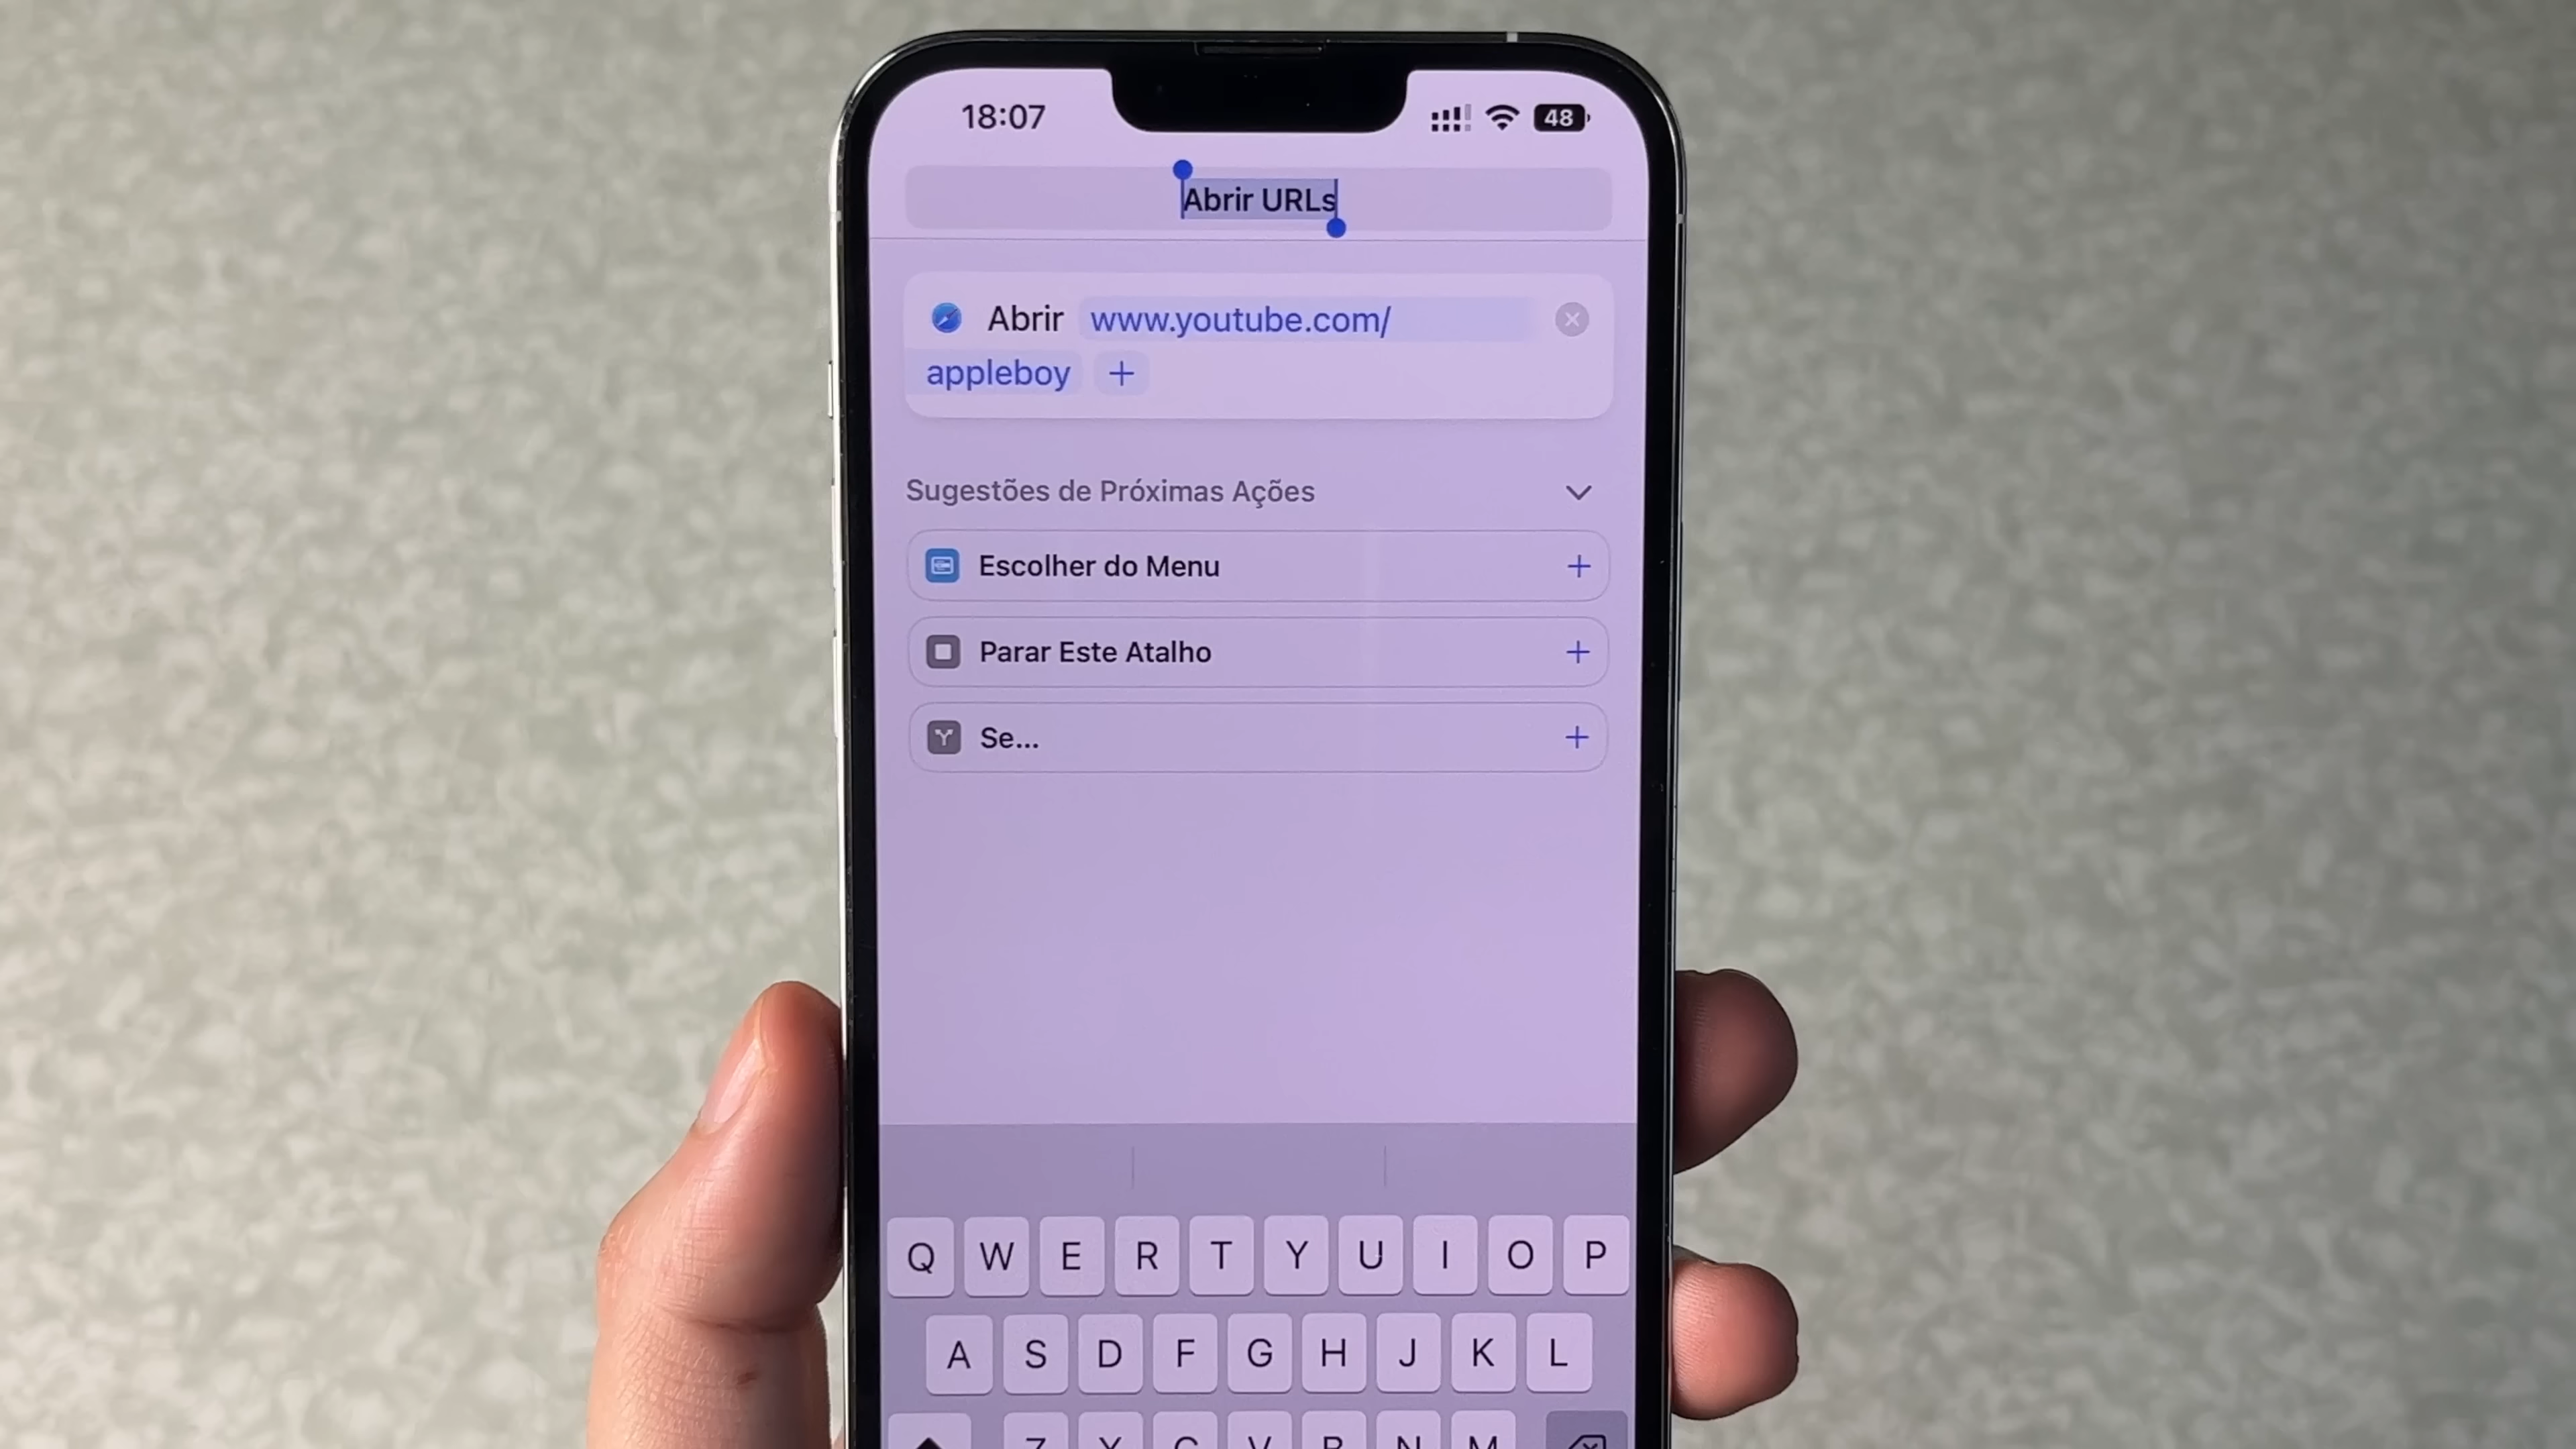 18:07
48
Abrir URLs
Abrir www.youtube.com/
appleboy +
Sugestões de Próximas Ações
Escolher do Menu +
Parar Este Atalho +
Se... +
Q W E R T Y U I O P
A S D F G H J K L
Z X C V B N M